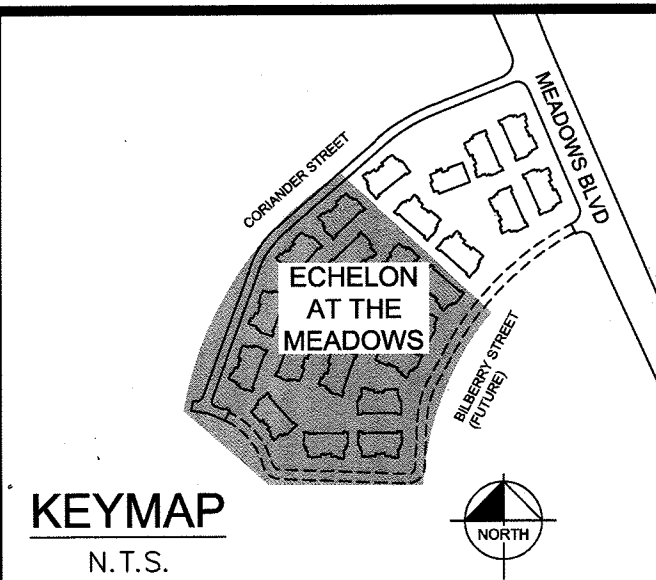 MEADOWS BLVD
CORIANDER STREET
ECHELON
AT THE
MEADOWS
BILBERRY STREET
(FUTURE)
KEYMAP
N.T.S.
NORTH